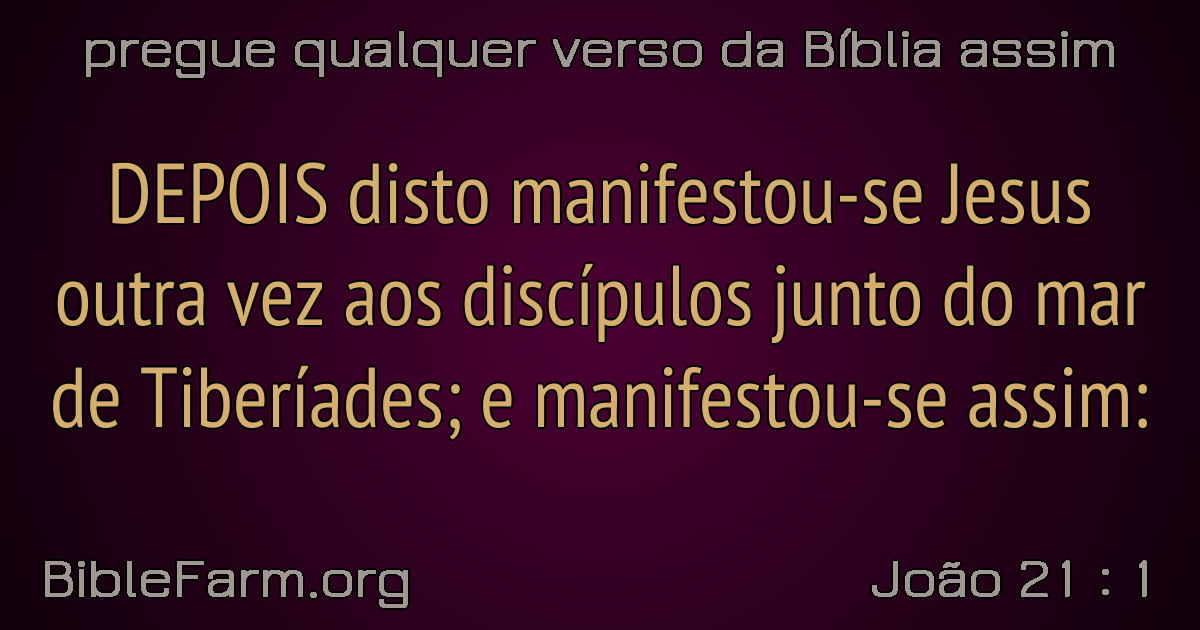 pregue qualquer verso da Bíblia assim
DEPOIS disto manifestou-se Jesus
outra vez aos discípulos junto do mar
de Tiberíades; e manifestou-se assim:
BibleFarm.org
João 21 : 1